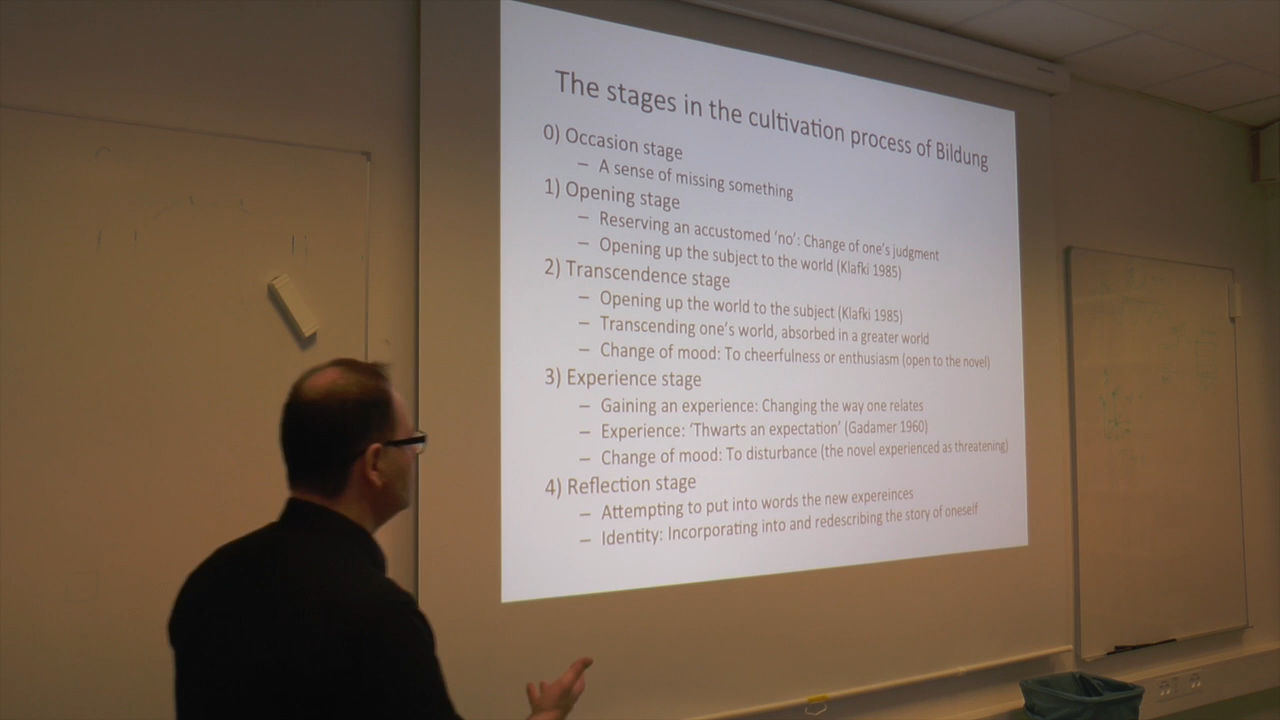 The stages in the cultivation process of Bildung
0) Occasion stage
– A sense of missing something
1) Opening stage
– Reserving an accustomed ‘no’: Change of one’s judgment
– Opening up the subject to the world (Klafki 1985)
2) Transcendence stage
– Opening up the world to the subject (Klafki 1985)
– Transcending one’s world, absorbed in a greater world
– Change of mood: To cheerfulness or enthusiasm (open to the novel)
3) Experience stage
– Gaining an experience: Changing the way one relates
– Experience: ‘Thwarts an expectation’ (Gadamer 1960)
– Change of mood: To disturbance (the novel experienced as threatening)
4) Reflection stage
– Attempting to put into words the new expereinces
– Identity: Incorporating into and redescribing the story of oneself